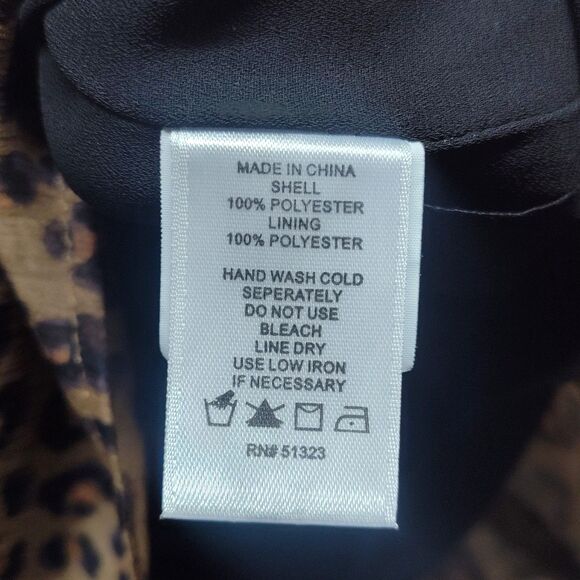 MADE IN CHINA
SHELL
100% POLYESTER
LINING
100% POLYESTER
HAND WASH COLD
SEPERATELY
DO NOT USE
BLEACH
LINE DRY
USE LOW IRON
IF NECESSARY
RN# 51323